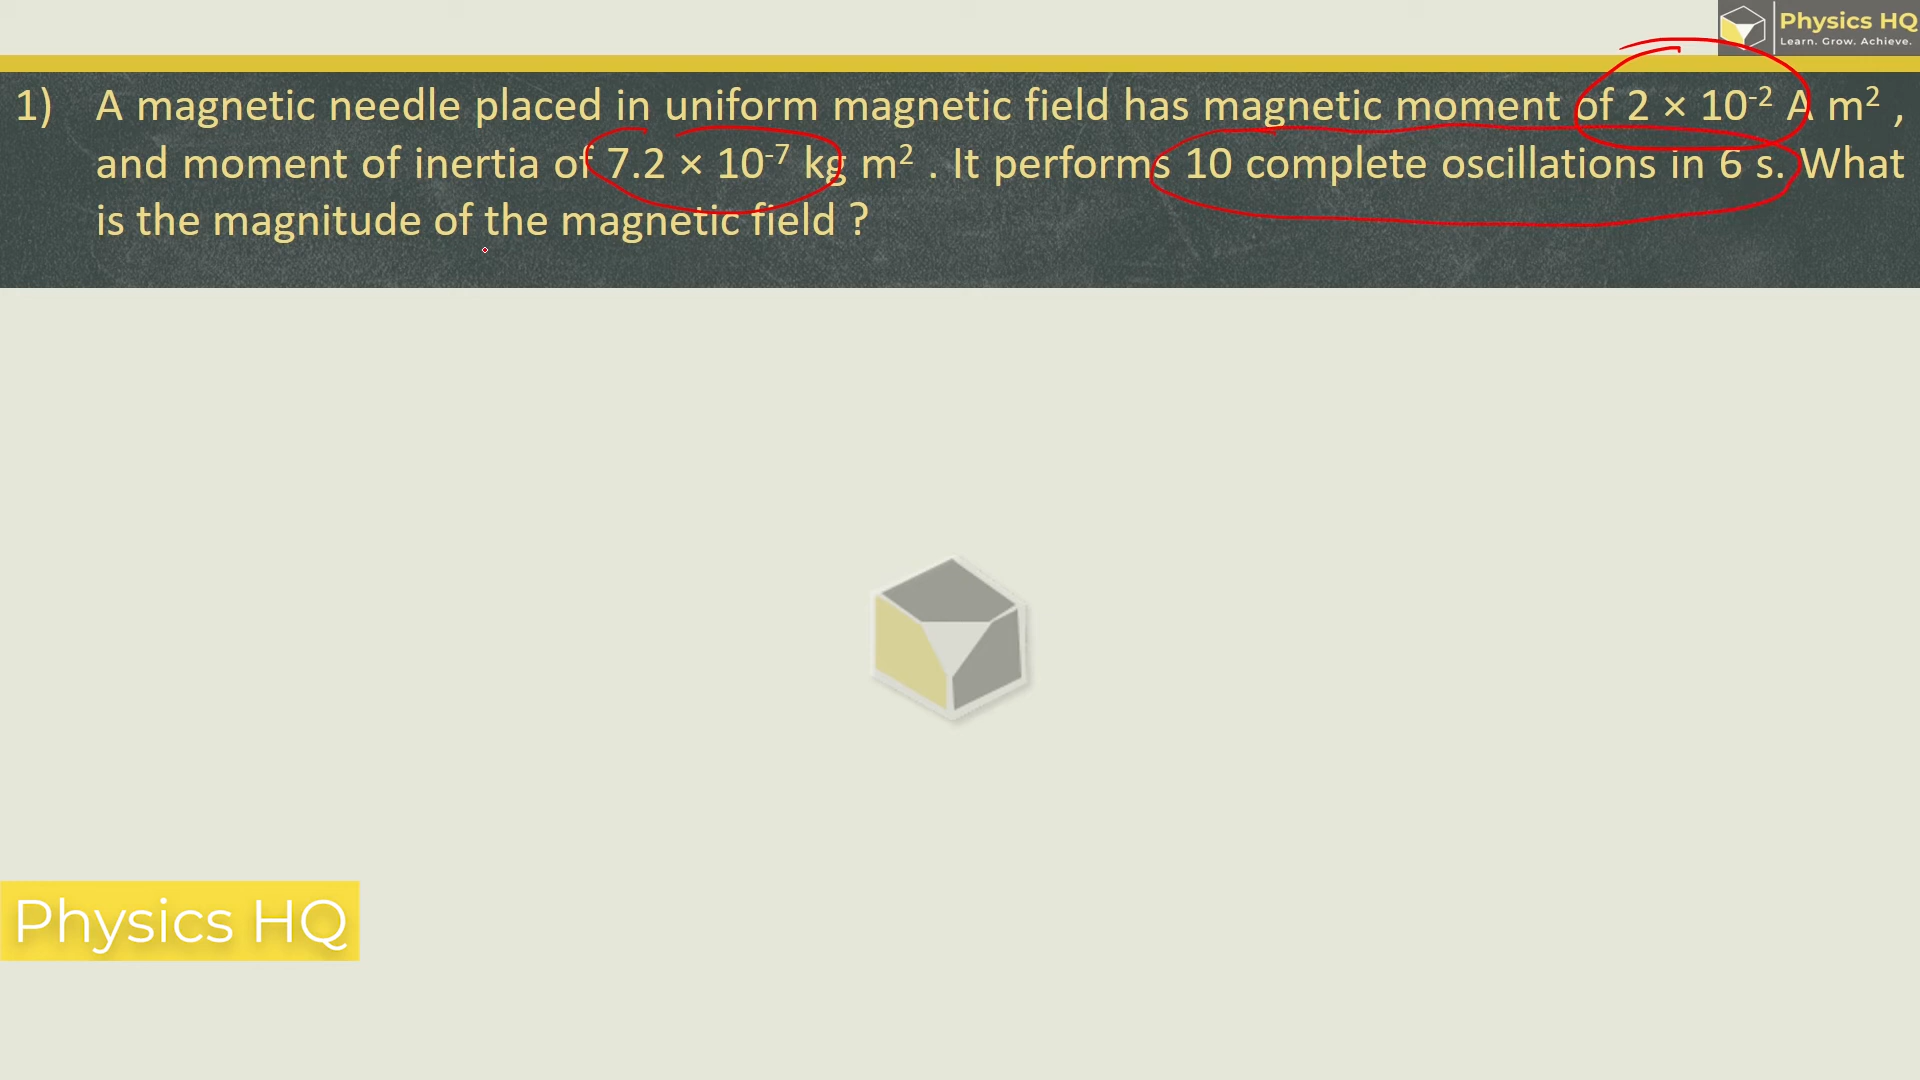 Physics HQ
Learn. Grow. Achieve.
1) A magnetic needle placed in uniform magnetic field has magnetic moment of 2 × 10⁻² A m² ,
and moment of inertia of 7.2 × 10⁻⁷ kg m² . It performs 10 complete oscillations in 6 s. What
is the magnitude of the magnetic field ?
Physics HQ